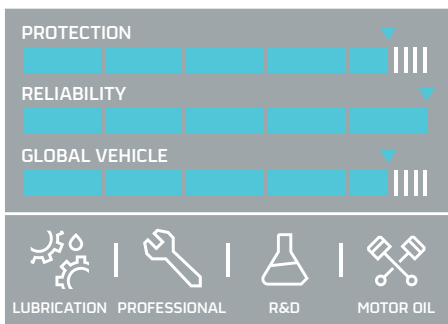 PROTECTION
RELIABILITY
GLOBAL VEHICLE
LUBRICATION PROFESSIONAL R&D MOTOR OIL